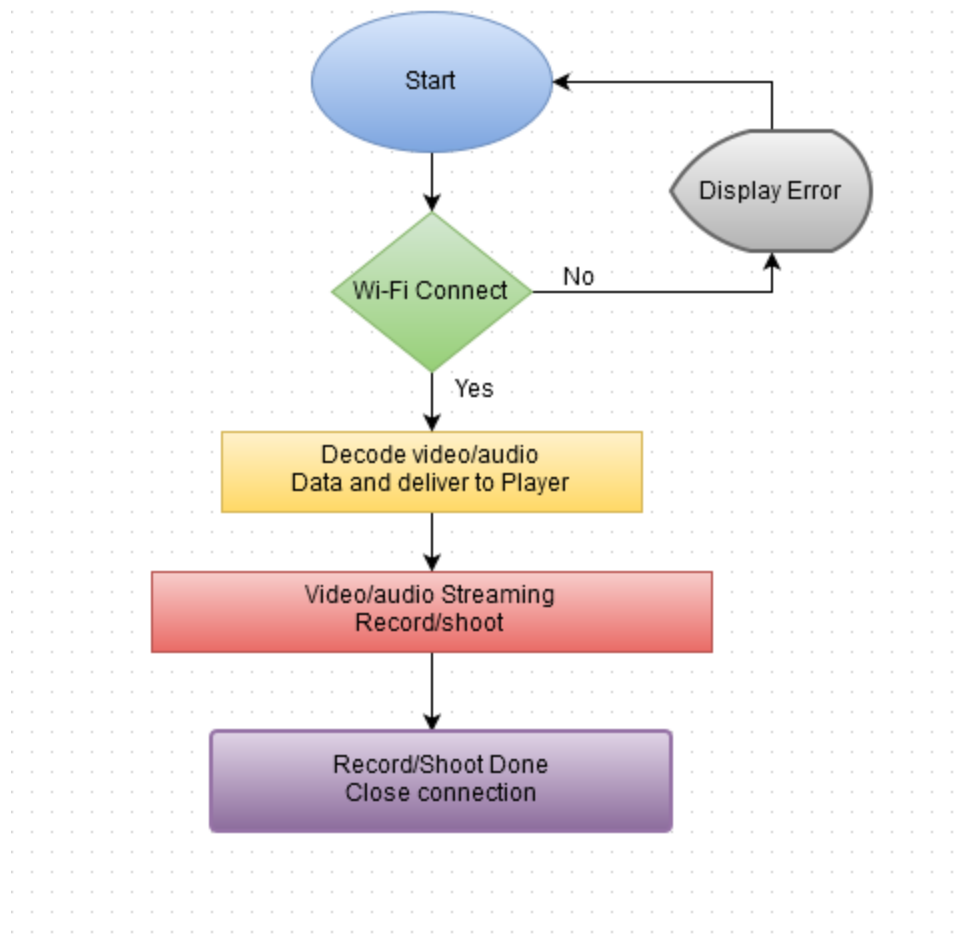 Start
Display Error
Wi-Fi Connect
No
Yes
Decode video/audio
Data and deliver to Player
Video/audio Streaming
Record/shoot
Record/Shoot Done
Close connection